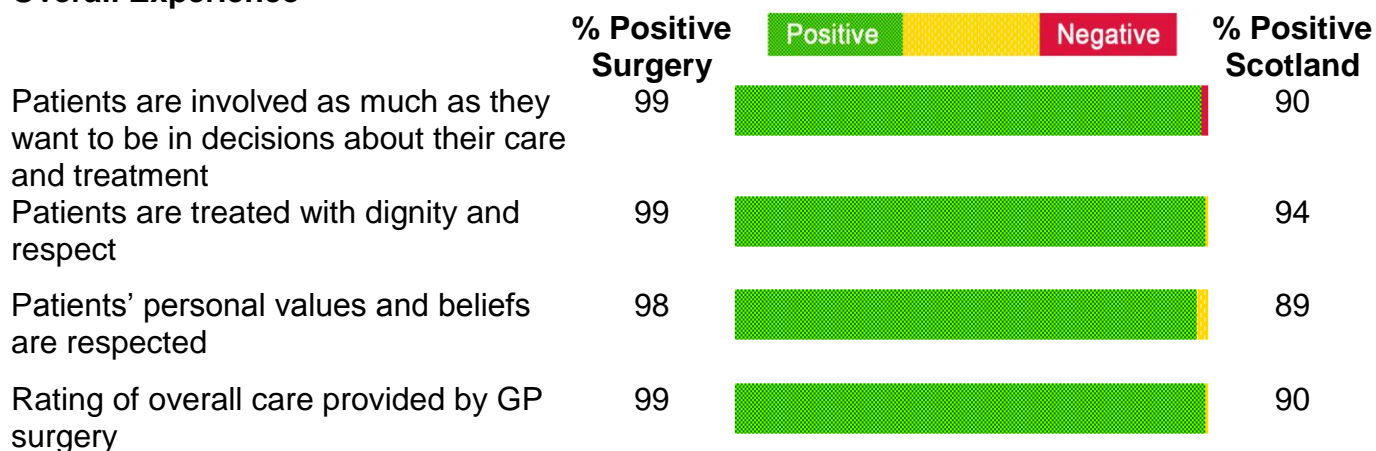 Overall Experience
% Positive Surgery
Positive Negative
% Positive Scotland
Patients are involved as much as they
want to be in decisions about their care
and treatment
99
90
Patients are treated with dignity and
respect
99
94
Patients’ personal values and beliefs
are respected
98
89
Rating of overall care provided by GP
surgery
99
90